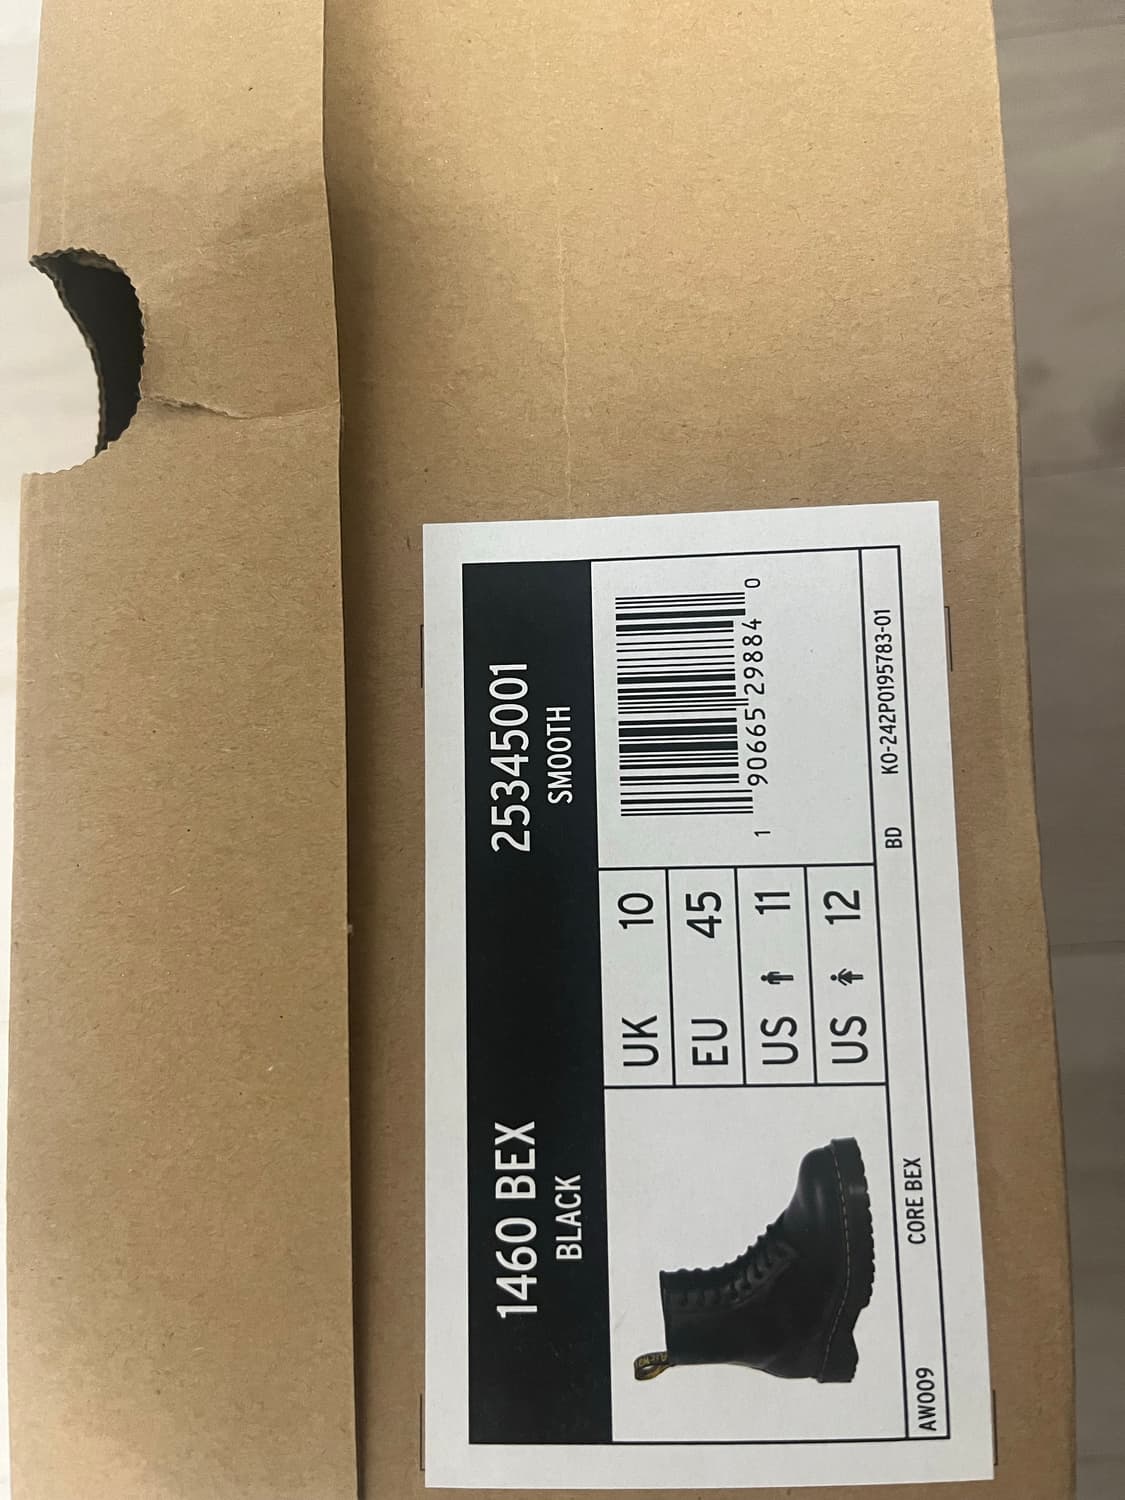 1460 BEX 25345001
BLACK SMOOTH
UK 10
EU 45
US 11
US 12
1 90665 29884 0
AW009 CORE BEX BD K0-242P0195783-01